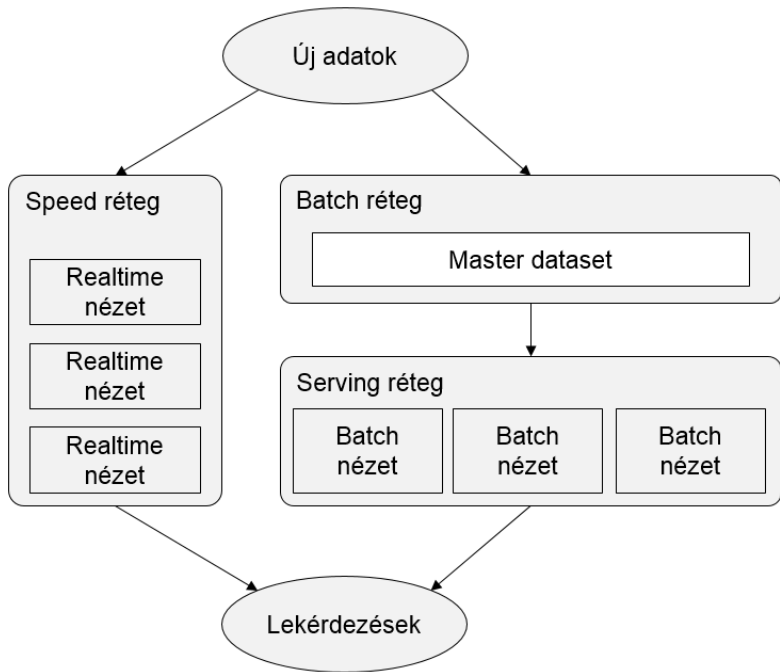 Új adatok
Speed réteg
Realtime
nézet
Realtime
nézet
Realtime
nézet
Batch réteg
Master dataset
Serving réteg
Batch
nézet
Batch
nézet
Batch
nézet
Lekérdezések